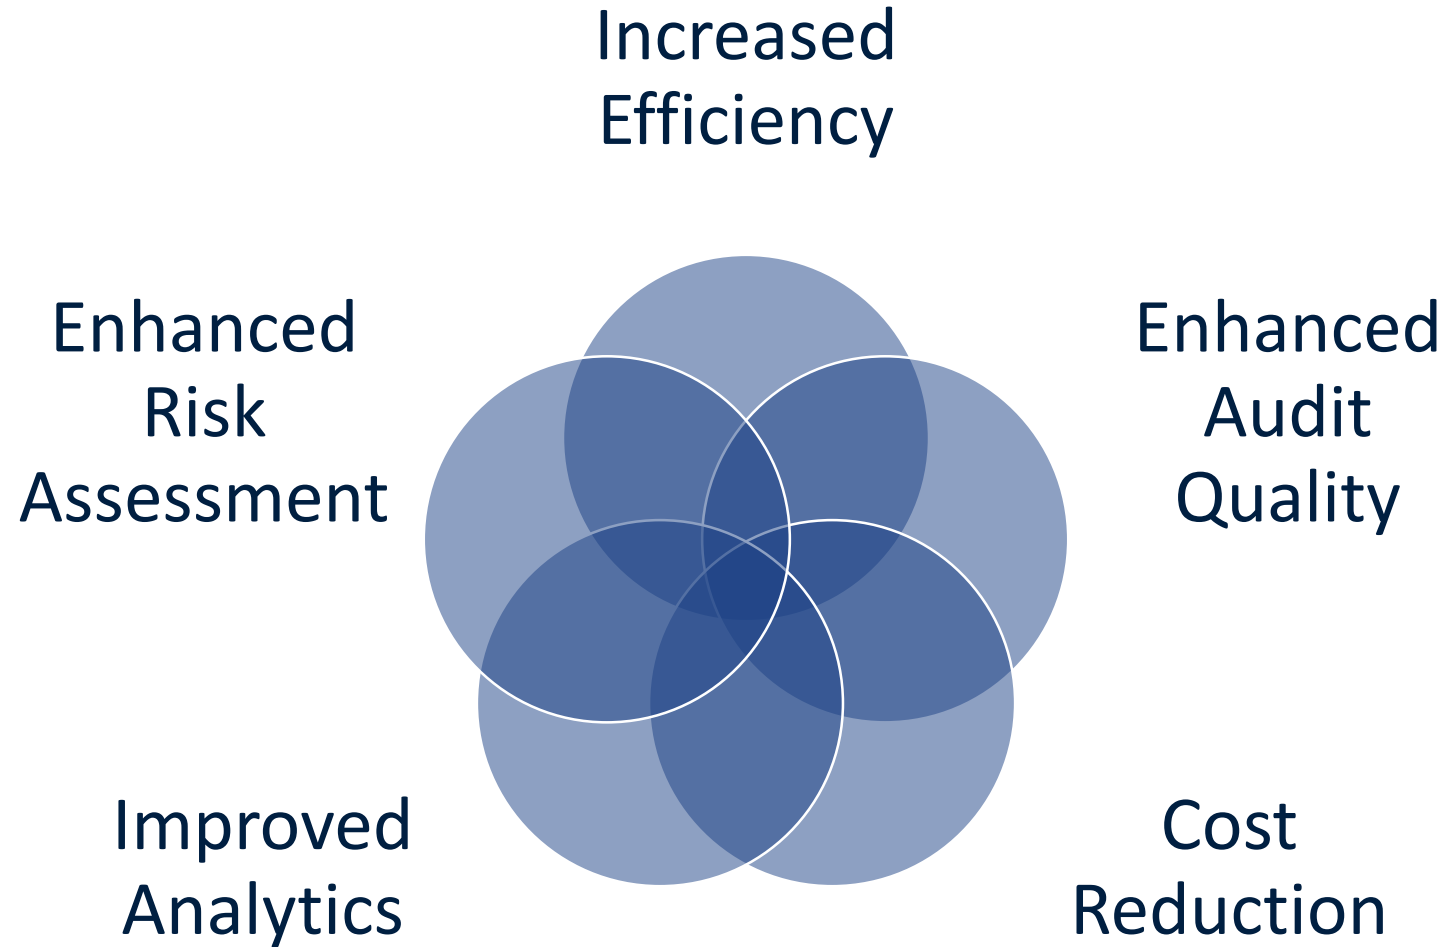 Increased
Efficiency
Enhanced
Risk
Assessment
Enhanced
Audit
Quality
Improved
Analytics
Cost
Reduction